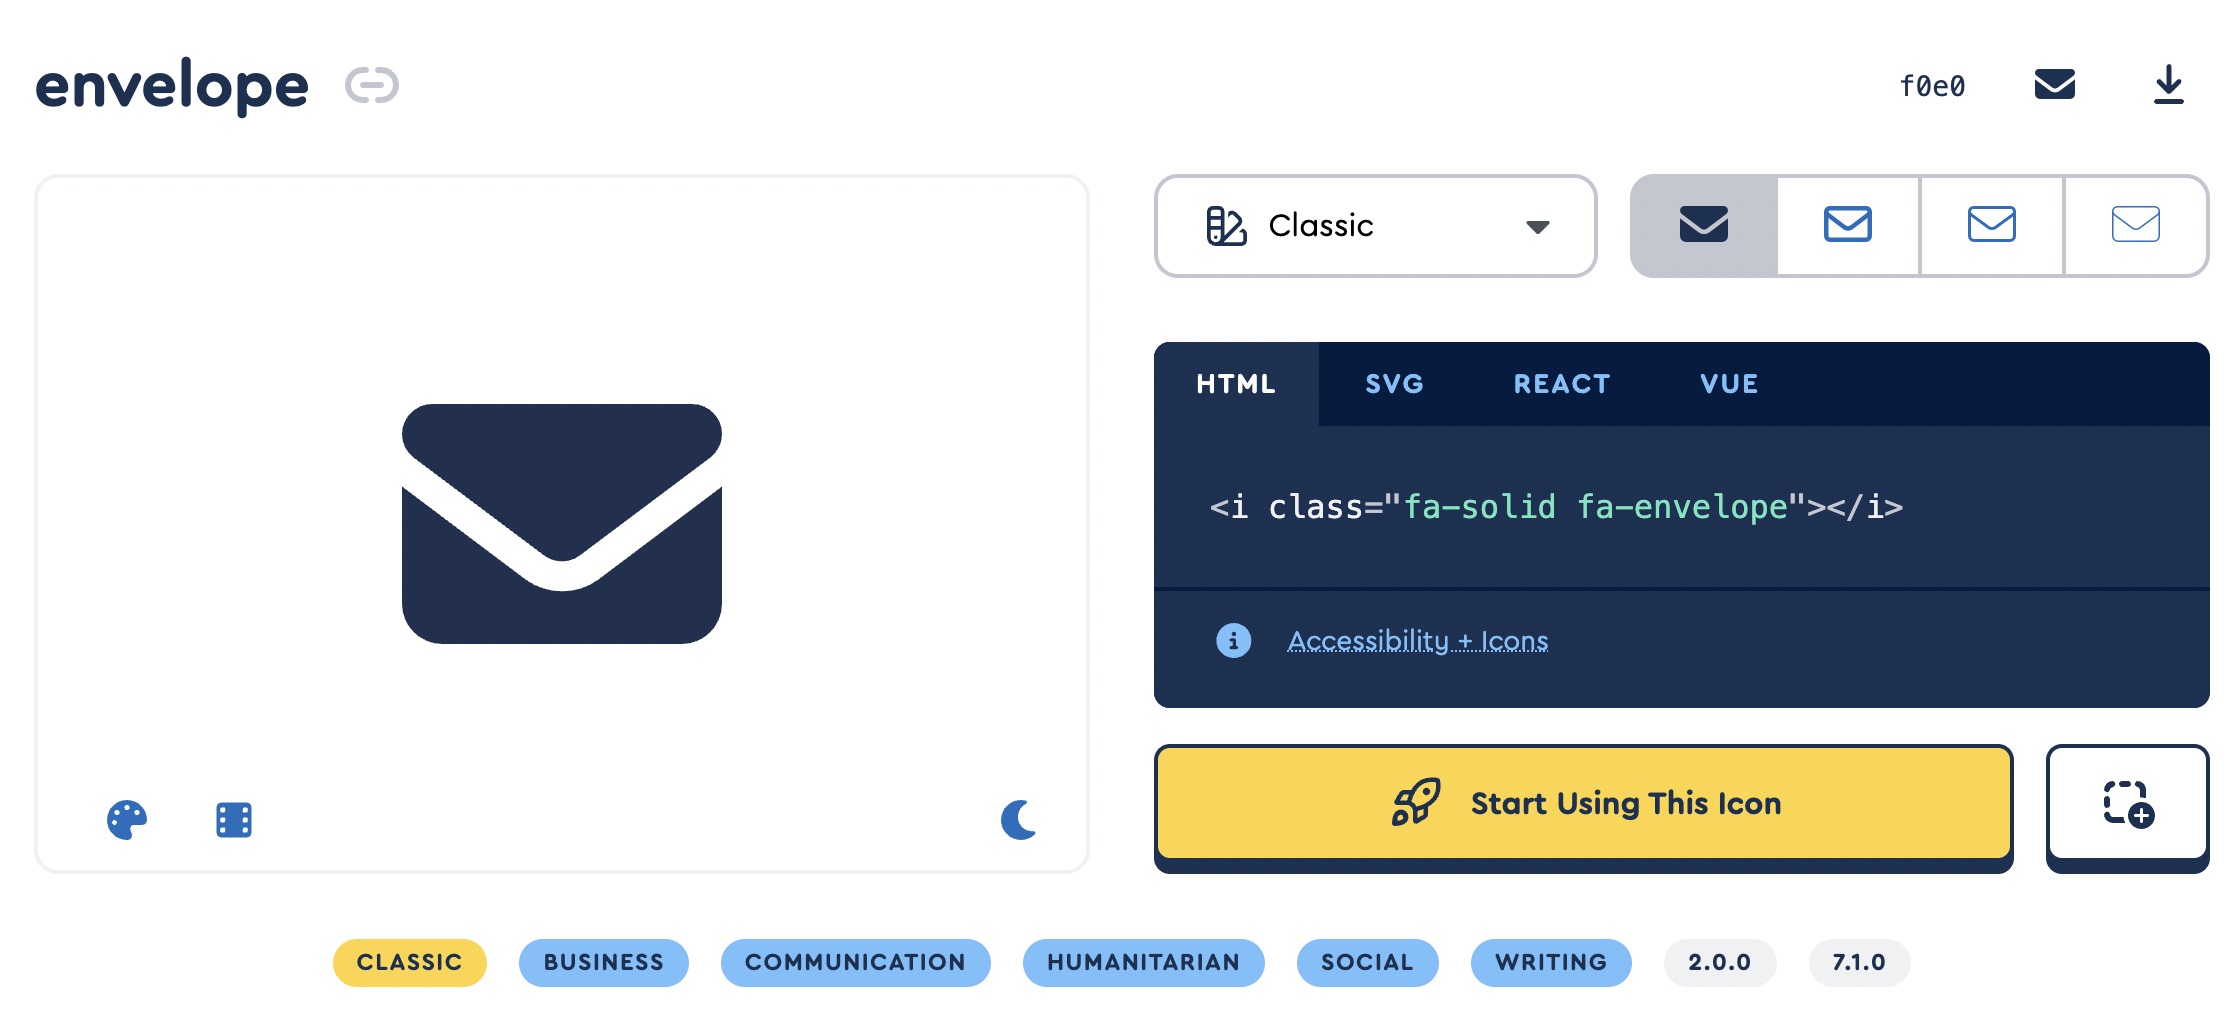 envelope
f0e0
Classic
HTML SVG REACT VUE
<i class="fa-solid fa-envelope"></i>
Accessibility + Icons
Start Using This Icon
CLASSIC BUSINESS COMMUNICATION HUMANITARIAN SOCIAL WRITING 2.0.0 7.1.0